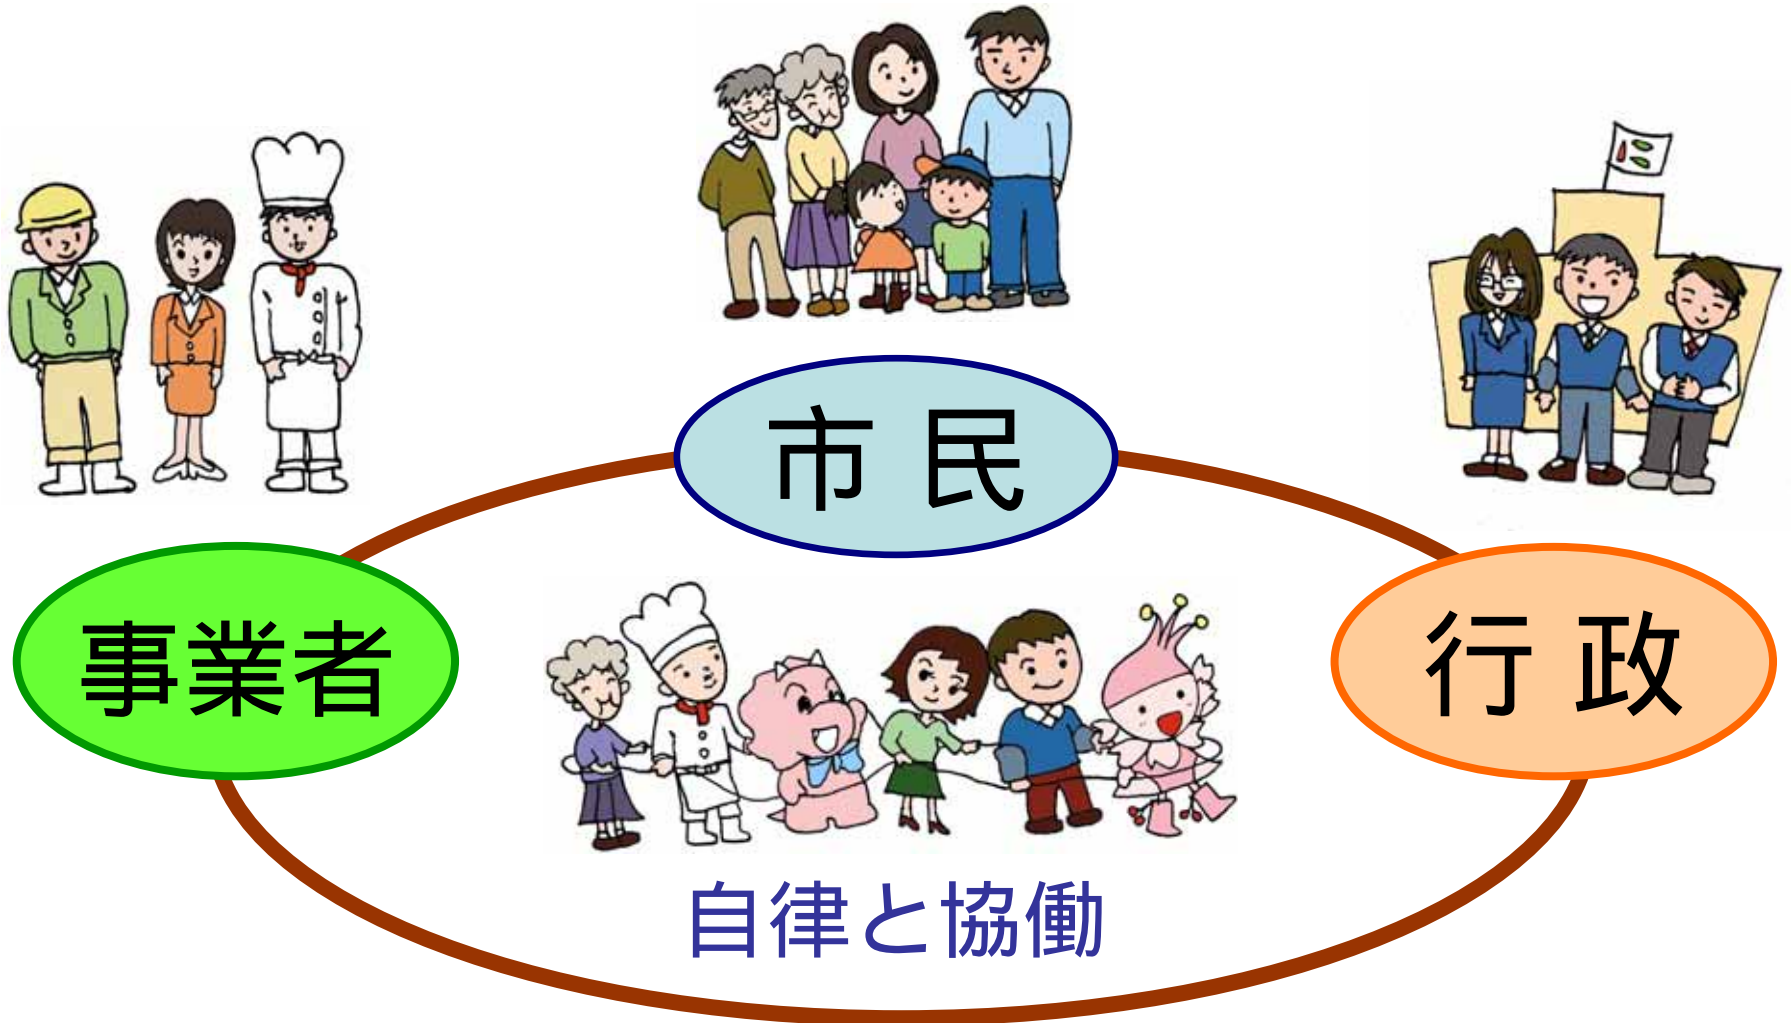 市 民
事業者
行 政
自律と協働